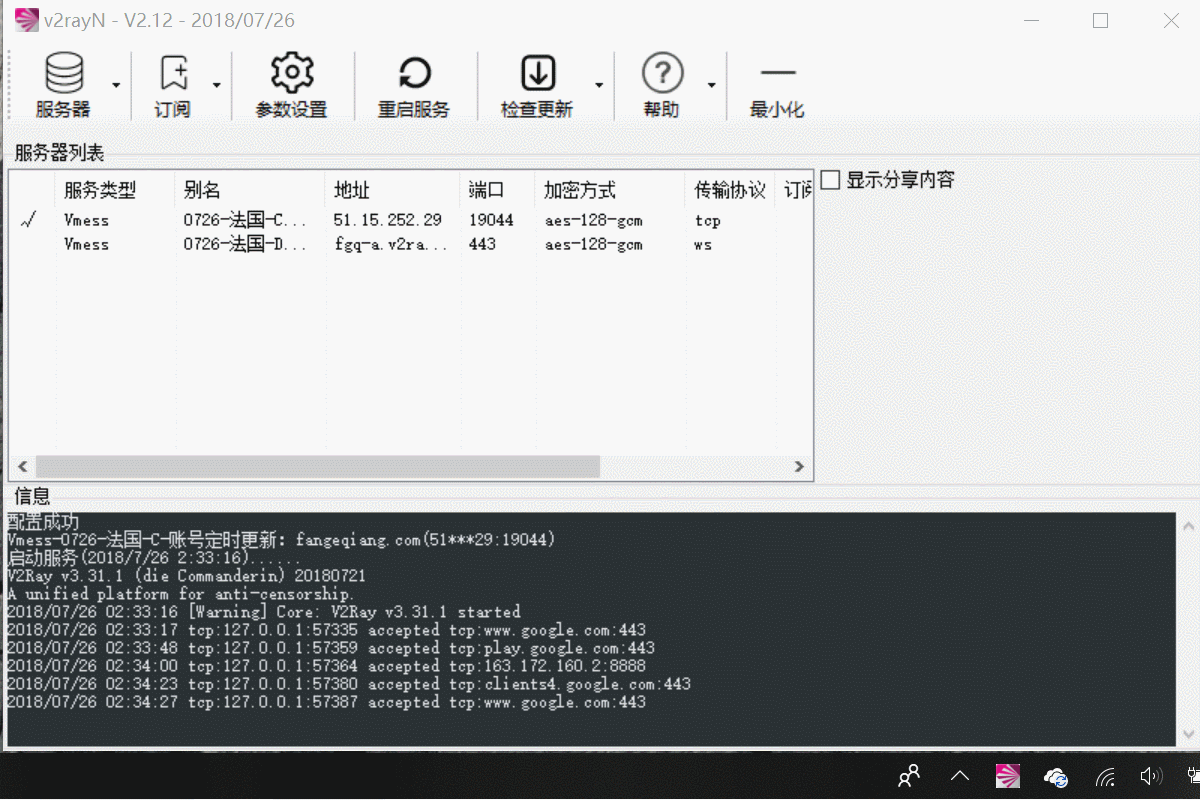 v2rayN - V2.12 - 2018/07/26
服务器 订阅 参数设置 重启服务 检查更新 帮助 最小化
服务器列表
显示分享内容
服务类型 别名 地址 端口 加密方式 传输协议 订阅
Vmess 0726-法国-C... 51.15.252.29 19044 aes-128-gcm tcp
Vmess 0726-法国-D... fgq-a.v2ra... 443 aes-128-gcm ws
信息
配置成功
Vmess-0726-法国-C-账号定时更新：fangeqiang.com(51***29:19044)
启动服务(2018/7/26 2:33:16)......
V2Ray v3.31.1 (die Commanderin) 20180721
A unified platform for anti-censorship.
2018/07/26 02:33:16 [Warning] Core: V2Ray v3.31.1 started
2018/07/26 02:33:17 tcp:127.0.0.1:57335 accepted tcp:www.google.com:443
2018/07/26 02:33:48 tcp:127.0.0.1:57359 accepted tcp:play.google.com:443
2018/07/26 02:34:00 tcp:127.0.0.1:57364 accepted tcp:163.172.160.2:8888
2018/07/26 02:34:23 tcp:127.0.0.1:57380 accepted tcp:clients4.google.com:443
2018/07/26 02:34:27 tcp:127.0.0.1:57387 accepted tcp:www.google.com:443